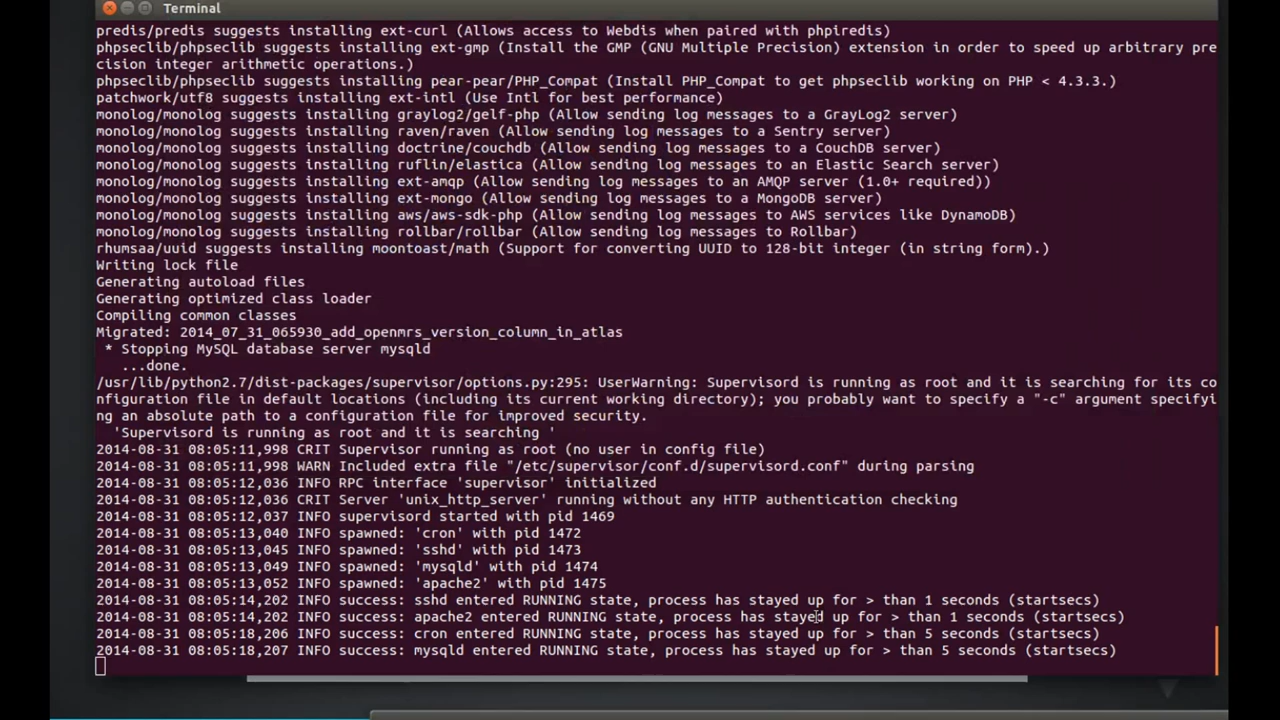 Terminal
predis/predis suggests installing ext-curl (Allows access to Webdis when paired with phpiredis)
phpseclib/phpseclib suggests installing ext-gmp (Install the GMP (GNU Multiple Precision) extension in order to speed up arbitrary pre
cision integer arithmetic operations.)
phpseclib/phpseclib suggests installing pear-pear/PHP_Compat (Install PHP_Compat to get phpseclib working on PHP < 4.3.3.)
patchwork/utf8 suggests installing ext-intl (Use Intl for best performance)
monolog/monolog suggests installing graylog2/gelf-php (Allow sending log messages to a GrayLog2 server)
monolog/monolog suggests installing raven/raven (Allow sending log messages to a Sentry server)
monolog/monolog suggests installing doctrine/couchdb (Allow sending log messages to a CouchDB server)
monolog/monolog suggests installing ruflin/elastica (Allow sending log messages to an Elastic Search server)
monolog/monolog suggests installing ext-amqp (Allow sending log messages to an AMQP server (1.0+ required))
monolog/monolog suggests installing ext-mongo (Allow sending log messages to a MongoDB server)
monolog/monolog suggests installing aws/aws-sdk-php (Allow sending log messages to AWS services like DynamoDB)
monolog/monolog suggests installing rollbar/rollbar (Allow sending log messages to Rollbar)
rhumsaa/uuid suggests installing moontoast/math (Support for converting UUID to 128-bit integer (in string form).)
Writing lock file
Generating autoload files
Generating optimized class loader
Compiling common classes
Migrated: 2014_07_31_065930_add_openmrs_version_column_in_atlas
 * Stopping MySQL database server mysqld
   ...done.
/usr/lib/python2.7/dist-packages/supervisor/options.py:295: UserWarning: Supervisord is running as root and it is searching for its co
nfiguration file in default locations (including its current working directory); you probably want to specify a "-c" argument specifyi
ng an absolute path to a configuration file for improved security.
  'Supervisord is running as root and it is searching '
2014-08-31 08:05:11,998 CRIT Supervisor running as root (no user in config file)
2014-08-31 08:05:11,998 WARN Included extra file "/etc/supervisor/conf.d/supervisord.conf" during parsing
2014-08-31 08:05:12,036 INFO RPC interface 'supervisor' initialized
2014-08-31 08:05:12,036 CRIT Server 'unix_http_server' running without any HTTP authentication checking
2014-08-31 08:05:12,037 INFO supervisord started with pid 1469
2014-08-31 08:05:13,040 INFO spawned: 'cron' with pid 1472
2014-08-31 08:05:13,045 INFO spawned: 'sshd' with pid 1473
2014-08-31 08:05:13,049 INFO spawned: 'mysqld' with pid 1474
2014-08-31 08:05:13,052 INFO spawned: 'apache2' with pid 1475
2014-08-31 08:05:14,202 INFO success: sshd entered RUNNING state, process has stayed up for > than 1 seconds (startsecs)
2014-08-31 08:05:14,202 INFO success: apache2 entered RUNNING state, process has stayed up for > than 1 seconds (startsecs)
2014-08-31 08:05:18,206 INFO success: cron entered RUNNING state, process has stayed up for > than 5 seconds (startsecs)
2014-08-31 08:05:18,207 INFO success: mysqld entered RUNNING state, process has stayed up for > than 5 seconds (startsecs)